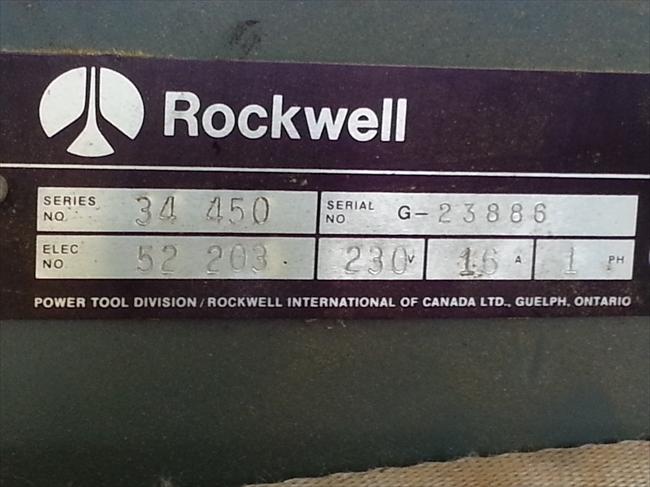 Rockwell
SERIES NO. 34 450 SERIAL NO. G-23886
ELEC NO. 52 203 230 V 16 A 1 PH
POWER TOOL DIVISION / ROCKWELL INTERNATIONAL OF CANADA LTD., GUELPH, ONTARIO